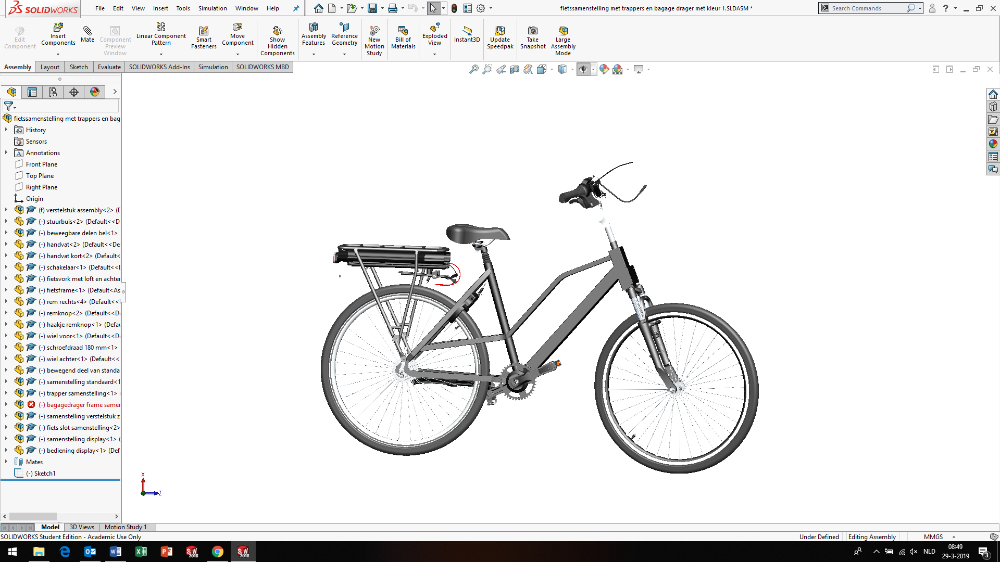 SOLIDWORKS File Edit View Insert Tools Simulation Window Help fietssamenstelling met trappers en bagage drager met kleur 1.SLDASM * Search Commands ?
Edit Component
Insert Components
Mate
Component Preview Window
Linear Component Pattern
Smart Fasteners
Move Component
Show Hidden Components
Assembly Features
Reference Geometry
New Motion Study
Bill of Materials
Exploded View
Instant3D
Update Speedpak
Take Snapshot
Large Assembly Mode
Assembly Layout Sketch Evaluate SOLIDWORKS Add-Ins Simulation SOLIDWORKS MBD
fietssamenstelling met trappers en bag
History
Sensors
Annotations
Front Plane
Top Plane
Right Plane
Origin
(f) verstelstuk assembly<2> (D
(-) stuurbuis<2> (Default<<D
(-) beweegbare delen bel<1>
(-) handvat<2> (Default<<De
(-) handvat kort<2> (Default<
(-) schakelaar<1> (Default<<D
(-) fietsvork met loft en achter
(-) fietsframe<1> (Default<As
(-) rem rechts<4> (Default<<I
(-) remknop<2> (Default<<De
(-) haakje remknop<1> (Defau
(-) wiel voor<1> (Default<<De
(-) schroefdraad 180 mm<1>
(-) wiel achter<1> (Default<<
(-) bewegend deel van standa
(-) samenstelling standaard<1
(-) trapper samenstelling<1> (
(-) bagagedrager frame samer
(-) samenstelling verstelstuk z
(-) fiets slot samenstelling<2>
(-) samenstelling display<1> (
(-) bediening display<1> (Def
Mates
(-) Sketch1
X
Z
Model 3D Views Motion Study 1
SOLIDWORKS Student Edition - Academic Use Only Under Defined Editing Assembly MMGS
NLD 08:49
29-3-2019 3